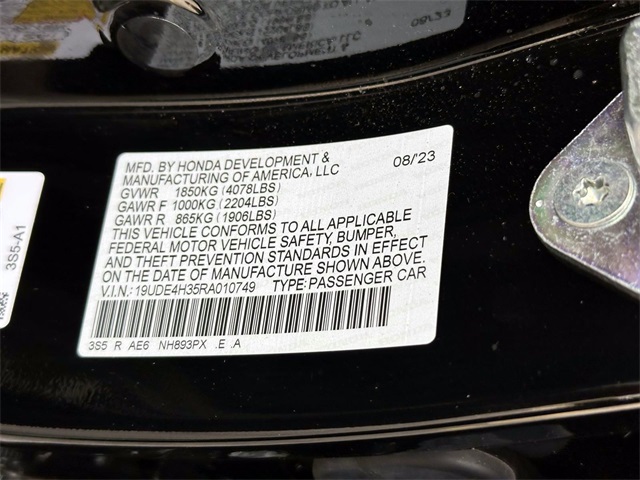 MFD. BY HONDA DEVELOPMENT & 08/'23
MANUFACTURING OF AMERICA, LLC
GVWR 1850KG (4078LBS)
GAWR F 1000KG (2204LBS)
GAWR R 865KG (1906LBS)
THIS VEHICLE CONFORMS TO ALL APPLICABLE
FEDERAL MOTOR VEHICLE SAFETY, BUMPER,
AND THEFT PREVENTION STANDARDS IN EFFECT
ON THE DATE OF MANUFACTURE SHOWN ABOVE.
V.I.N.: 19UDE4H35RA010749 TYPE: PASSENGER CAR
3S5 R AE6 NH893PX .E .A
3S5-A1